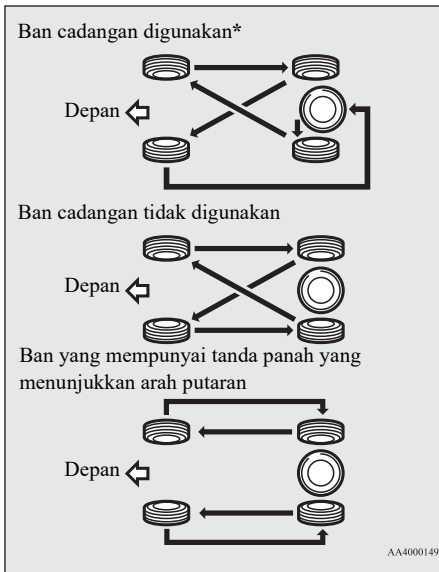 Ban cadangan digunakan*
Depan
Ban cadangan tidak digunakan
Depan
Ban yang mempunyai tanda panah yang
menunjukkan arah putaran
Depan
AA4000149